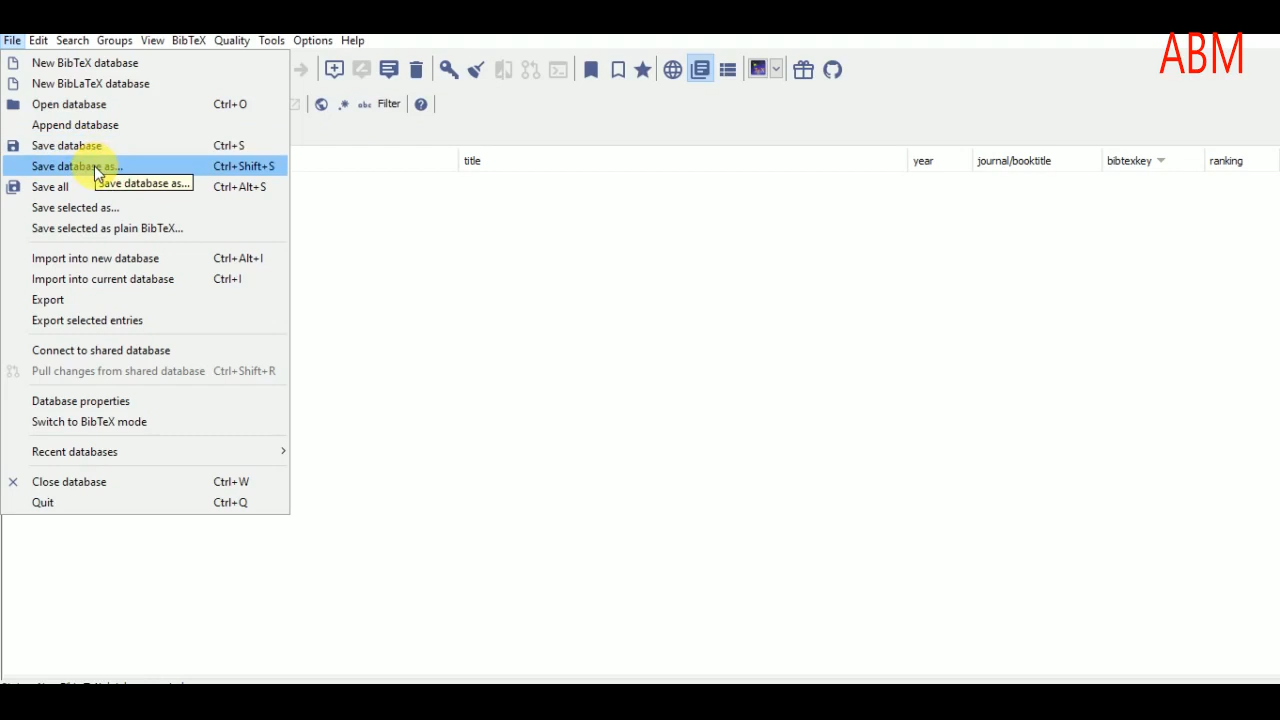 File Edit Search Groups View BibTeX Quality Tools Options Help
ABM
New BibTeX database
New BibLaTeX database
Open database Ctrl+O
abc Filter
Append database
Save database Ctrl+S
Save database as... Ctrl+Shift+S
title year journal/booktitle bibtexkey ranking
Save database as...
Save all Ctrl+Alt+S
Save selected as...
Save selected as plain BibTeX...
Import into new database Ctrl+Alt+I
Import into current database Ctrl+I
Export
Export selected entries
Connect to shared database
Pull changes from shared database Ctrl+Shift+R
Database properties
Switch to BibTeX mode
Recent databases
Close database Ctrl+W
Quit Ctrl+Q